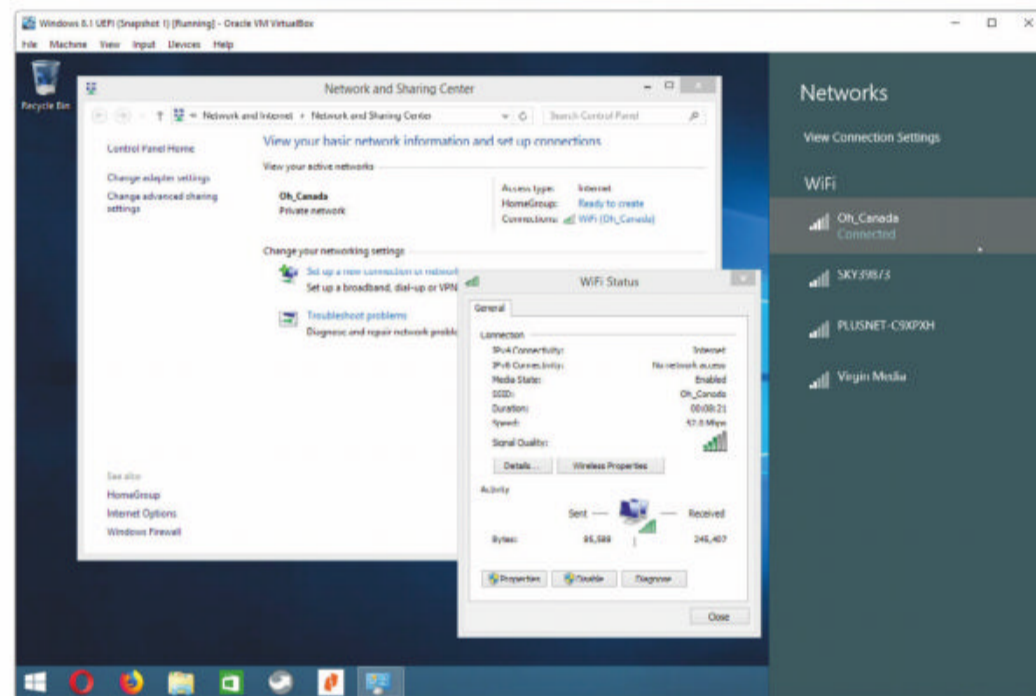 Windows 8.1 UEFI (Snapshot 1) [Running] - Oracle VM VirtualBox
File Machine View Input Devices Help
Recycle Bin
Network and Sharing Center
Network and Internet Network and Sharing Center
Search Control Panel
Control Panel Home
Change adapter settings
Change advanced sharing
settings
View your basic network information and set up connections
View your active networks
Oh_Canada
Private network
Access type: Internet
HomeGroup: Ready to create
Connections: WiFi (Oh_Canada)
Change your networking settings
Set up a new connection or network
Set up a broadband, dial-up or VPN
Troubleshoot problems
Diagnose and repair network proble
See also
HomeGroup
Internet Options
Windows Firewall
WiFi Status
General
Connection
IPv4 Connectivity: Internet
IPv6 Connectivity: No network access
Media State: Enabled
SSID: Oh_Canada
Duration: 00:08:21
Speed: Mbps
Signal Quality:
Details... Wireless Properties
Activity
Sent Received
Bytes: 245,407
Properties Disable Diagnose
Close
Networks
View Connection Settings
WiFi
Oh_Canada
Connected
SKY39873
PLUSNET-C9XPXH
Virgin Media